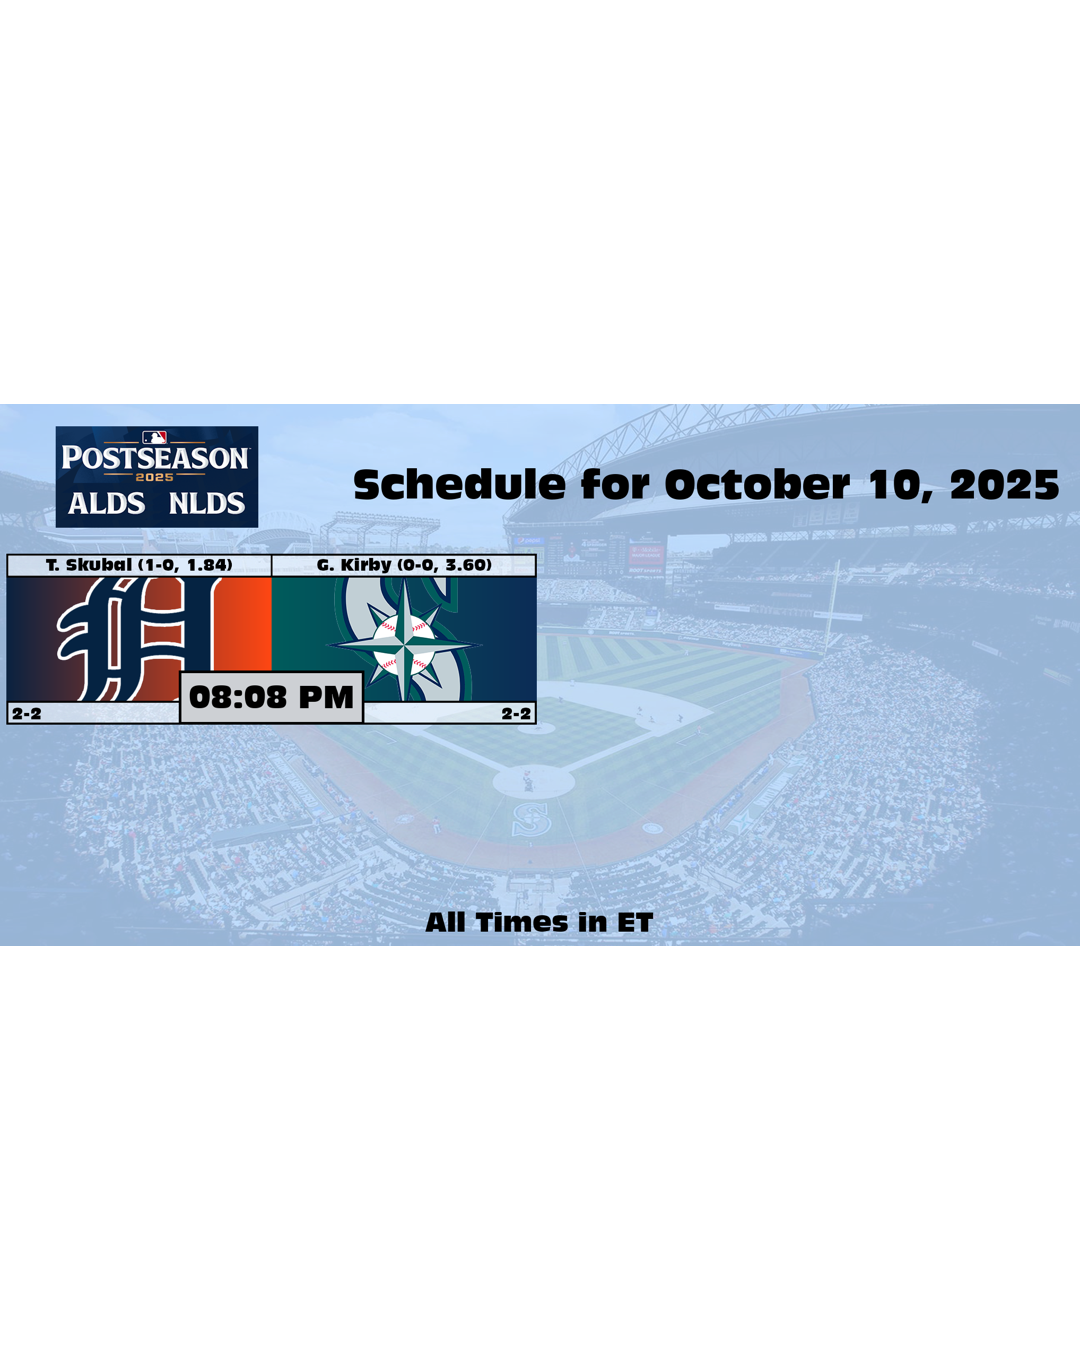 POSTSEASON
2025
ALDS NLDS
Schedule for October 10, 2025
T. Skubal (1-0, 1.84)
G. Kirby (0-0, 3.60)
08:08 PM
2-2
2-2
All Times in ET